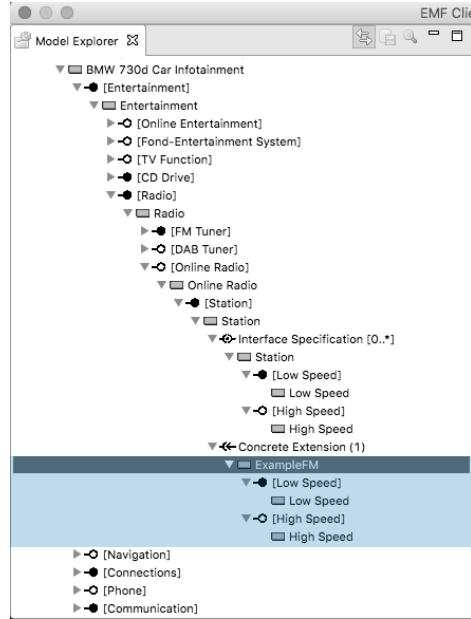 EMF Clie
Model Explorer
BMW 730d Car Infotainment
[Entertainment]
Entertainment
[Online Entertainment]
[Fond-Entertainment System]
[TV Function]
[CD Drive]
[Radio]
Radio
[FM Tuner]
[DAB Tuner]
[Online Radio]
Online Radio
[Station]
Station
Interface Specification [0..*]
Station
[Low Speed]
Low Speed
[High Speed]
High Speed
Concrete Extension (1)
ExampleFM
[Low Speed]
Low Speed
[High Speed]
High Speed
[Navigation]
[Connections]
[Phone]
[Communication]